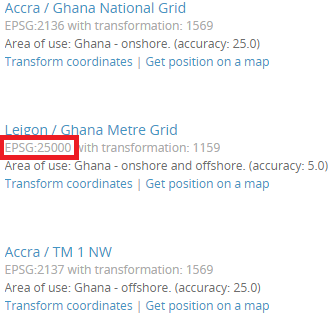 Accra / Ghana National Grid
EPSG:2136 with transformation: 1569
Area of use: Ghana - onshore. (accuracy: 25.0)
Transform coordinates | Get position on a map
Leigon / Ghana Metre Grid
EPSG:25000 with transformation: 1159
Area of use: Ghana - onshore and offshore. (accuracy: 5.0)
Transform coordinates | Get position on a map
Accra / TM 1 NW
EPSG:2137 with transformation: 1569
Area of use: Ghana - offshore. (accuracy: 25.0)
Transform coordinates | Get position on a map